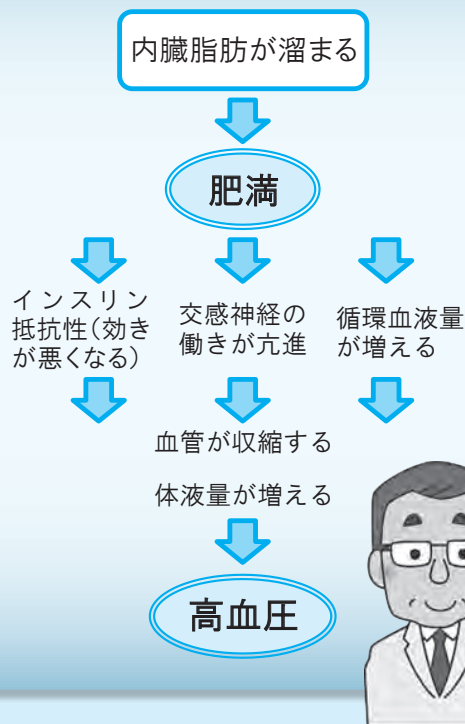 内臓脂肪が溜まる
肥満
インスリン
抵抗性(効き
が悪くなる)
交感神経の
働きが亢進
循環血液量
が増える
血管が収縮する
体液量が増える
高血圧